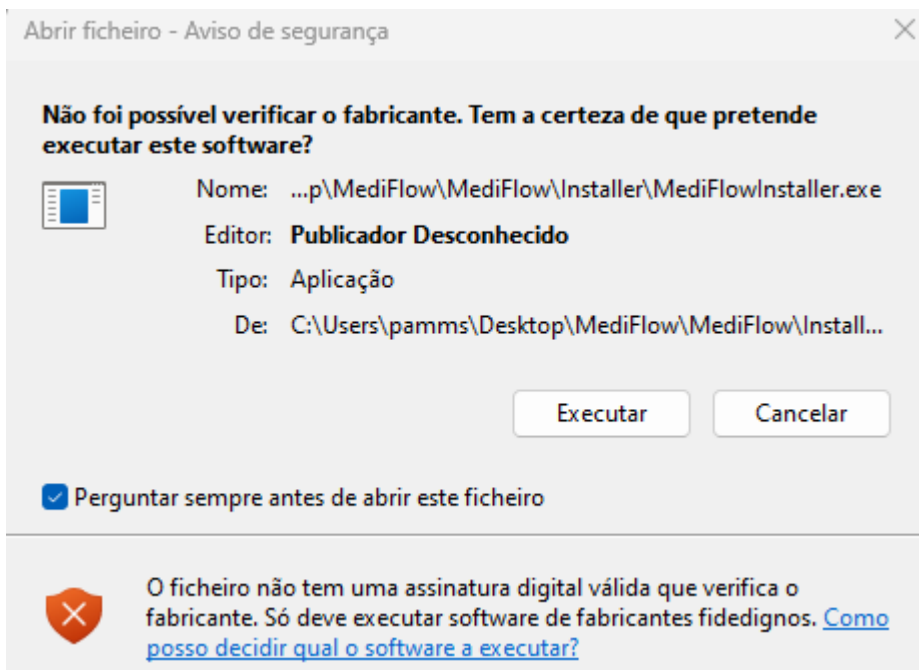 Abrir ficheiro - Aviso de segurança
Não foi possível verificar o fabricante. Tem a certeza de que pretende
executar este software?
Nome: ...p\MediFlow\MediFlow\Installer\MediFlowInstaller.exe
Editor: Publicador Desconhecido
Tipo: Aplicação
De: C:\Users\pamms\Desktop\MediFlow\MediFlow\Install...
Executar Cancelar
Perguntar sempre antes de abrir este ficheiro
O ficheiro não tem uma assinatura digital válida que verifica o
fabricante. Só deve executar software de fabricantes fidedignos. Como
posso decidir qual o software a executar?